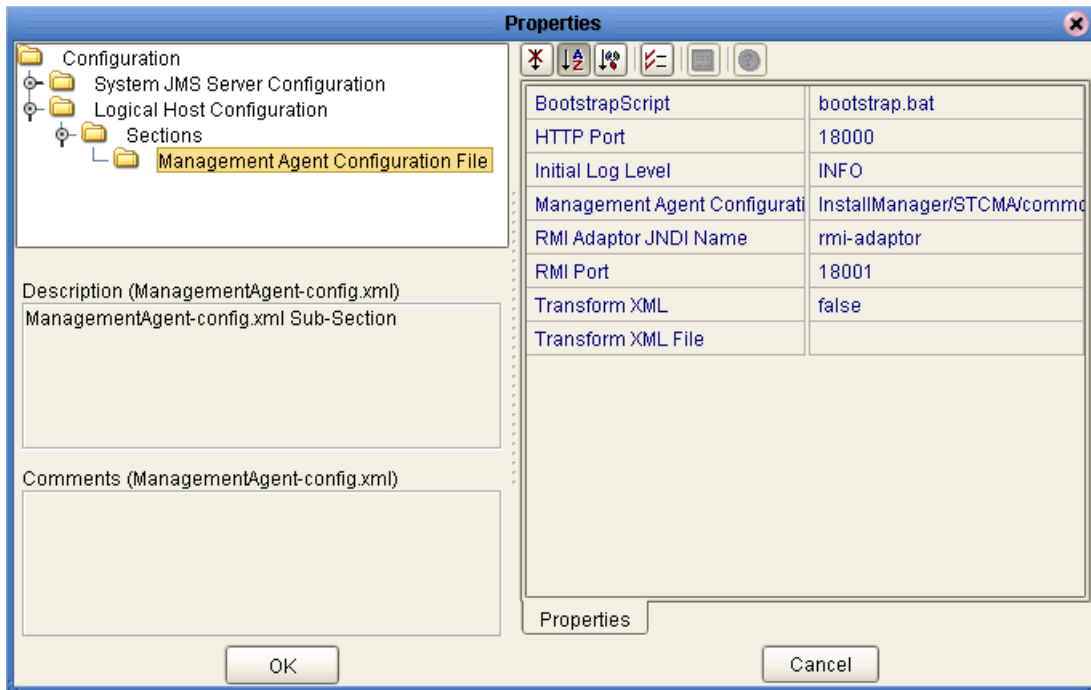 Properties
Configuration
System JMS Server Configuration
Logical Host Configuration
Sections
Management Agent Configuration File
Description (ManagementAgent-config.xml)
ManagementAgent-config.xml Sub-Section
Comments (ManagementAgent-config.xml)
BootstrapScript bootstrap.bat
HTTP Port 18000
Initial Log Level INFO
Management Agent Configurati InstallManager/STCMA/commo
RMI Adaptor JNDI Name rmi-adaptor
RMI Port 18001
Transform XML false
Transform XML File
Properties
OK Cancel